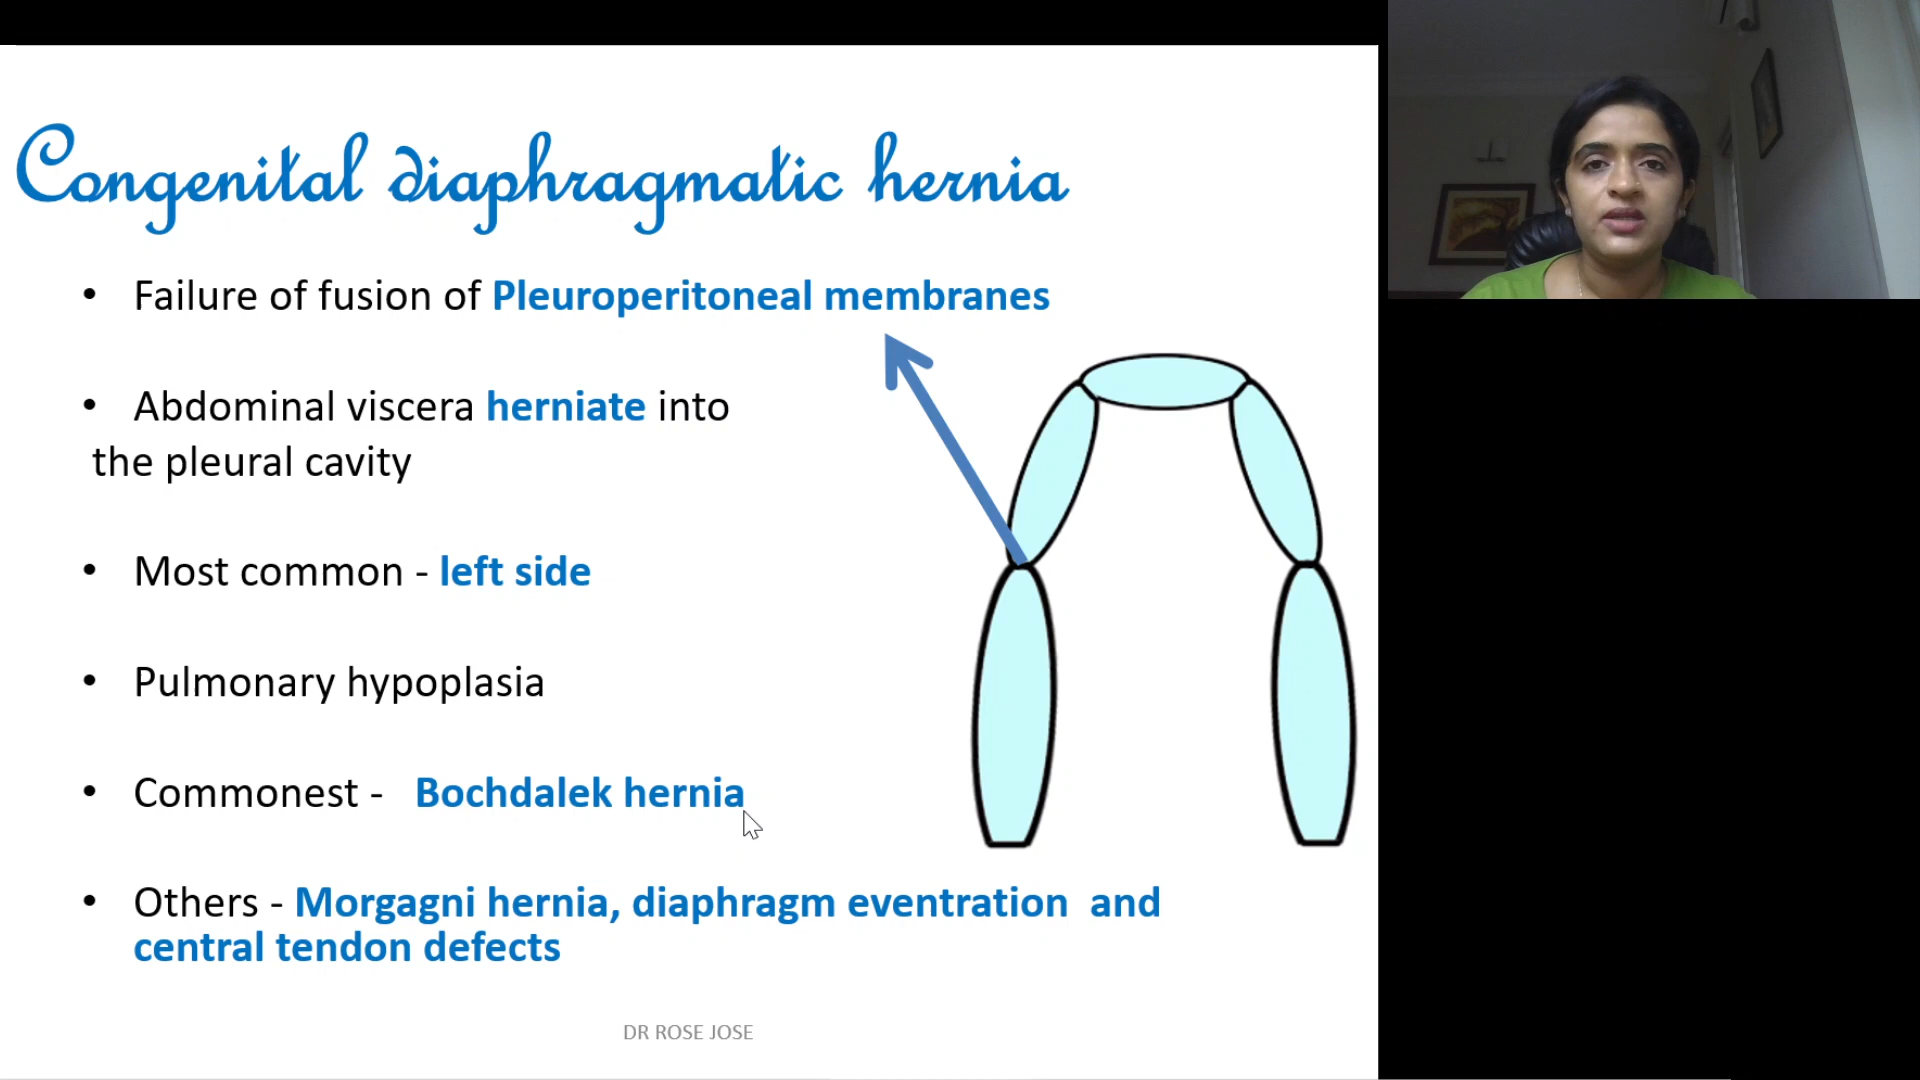 Congenital diaphragmatic hernia
• Failure of fusion of Pleuroperitoneal membranes
• Abdominal viscera herniate into
the pleural cavity
• Most common - left side
• Pulmonary hypoplasia
• Commonest - Bochdalek hernia
• Others - Morgagni hernia, diaphragm eventration and
central tendon defects
DR ROSE JOSE